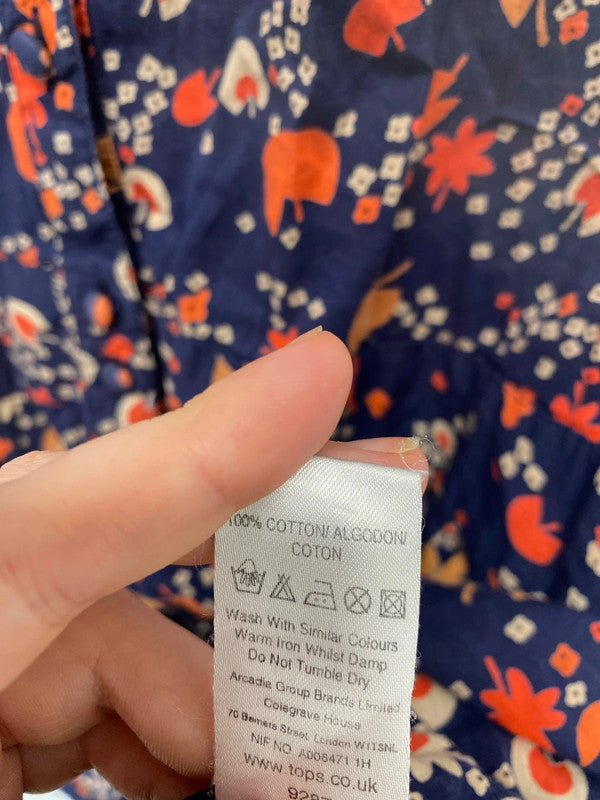 100% COTTON/ ALGODON/
COTON
Wash With Similar Colours
Warm Iron Whilst Damp
Do Not Tumble Dry
Arcadia Group Brands Limited
Colegrave House
70 Berners Street, London W1T3NL
NIF NO A008471 1H
www.tops.co.uk